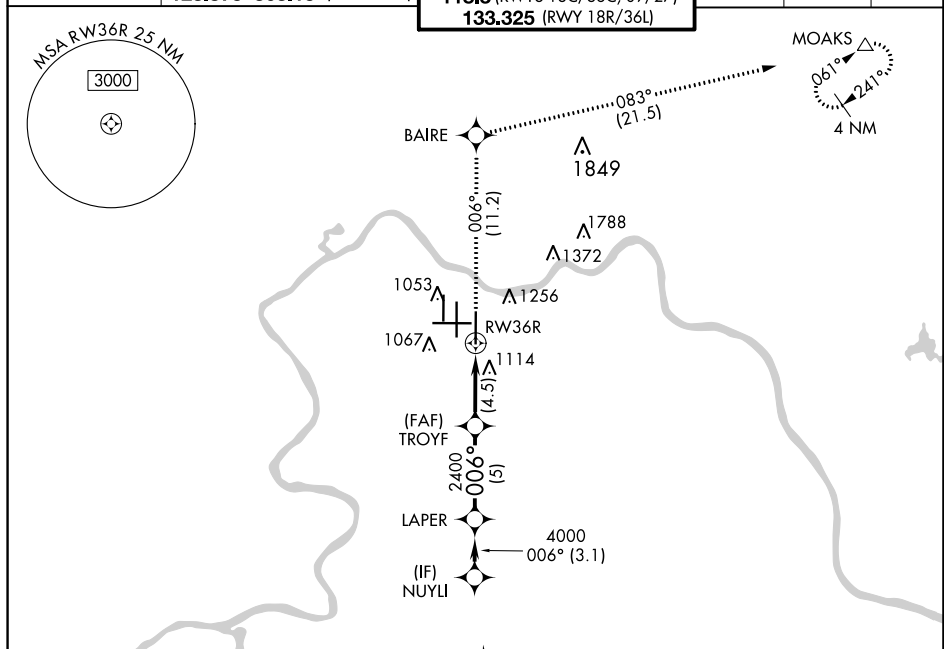 133.325 (RWY 18R/36L)
MSA RW36R 25 NM
3000
MOAKS
061°
241°
4 NM
083°
(21.5)
BAIRE
1849
006°
(11.2)
1788
1372
1053
1256
RW36R
1067
1114
(4.5)
(FAF)
TROYF
2400
006°
(5)
LAPER
4000
006° (3.1)
(IF)
NUYLI